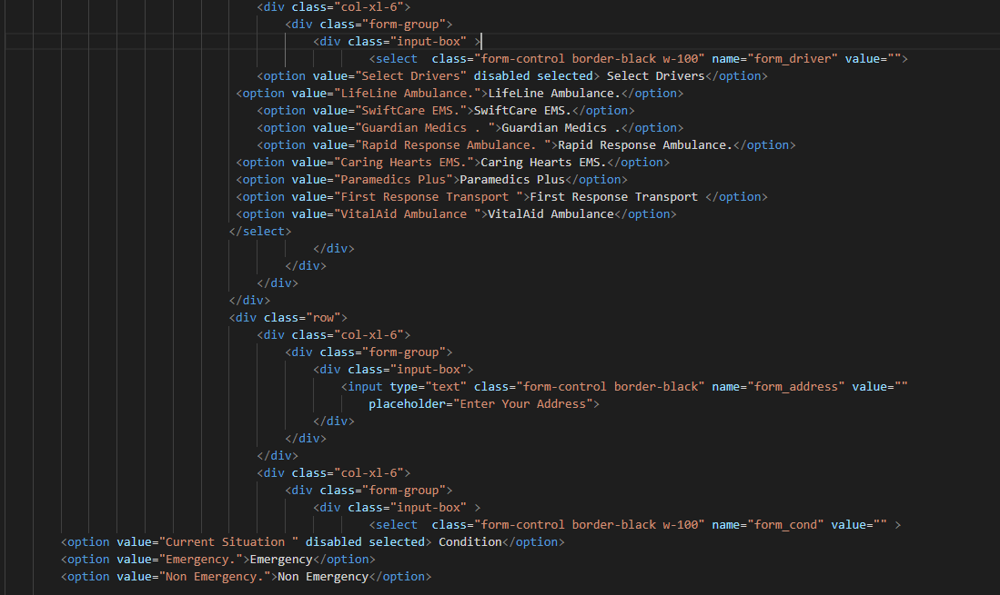 <div class="col-xl-6">
<div class="form-group">
<div class="input-box" >
<select  class="form-control border-black w-100" name="form_driver" value="">
<option value="Select Drivers" disabled selected> Select Drivers</option>
<option value="LifeLine Ambulance.">LifeLine Ambulance.</option>
<option value="SwiftCare EMS.">SwiftCare EMS.</option>
<option value="Guardian Medics . ">Guardian Medics .</option>
<option value="Rapid Response Ambulance. ">Rapid Response Ambulance.</option>
<option value="Caring Hearts EMS.">Caring Hearts EMS.</option>
<option value="Paramedics Plus">Paramedics Plus</option>
<option value="First Response Transport ">First Response Transport </option>
<option value="VitalAid Ambulance ">VitalAid Ambulance</option>
</select>
</div>
</div>
</div>
</div>
<div class="row">
<div class="col-xl-6">
<div class="form-group">
<div class="input-box">
<input type="text" class="form-control border-black" name="form_address" value=""
placeholder="Enter Your Address">
</div>
</div>
</div>
<div class="col-xl-6">
<div class="form-group">
<div class="input-box" >
<select  class="form-control border-black w-100" name="form_cond" value="" >
<option value="Current Situation " disabled selected> Condition</option>
<option value="Emergency.">Emergency</option>
<option value="Non Emergency.">Non Emergency</option>